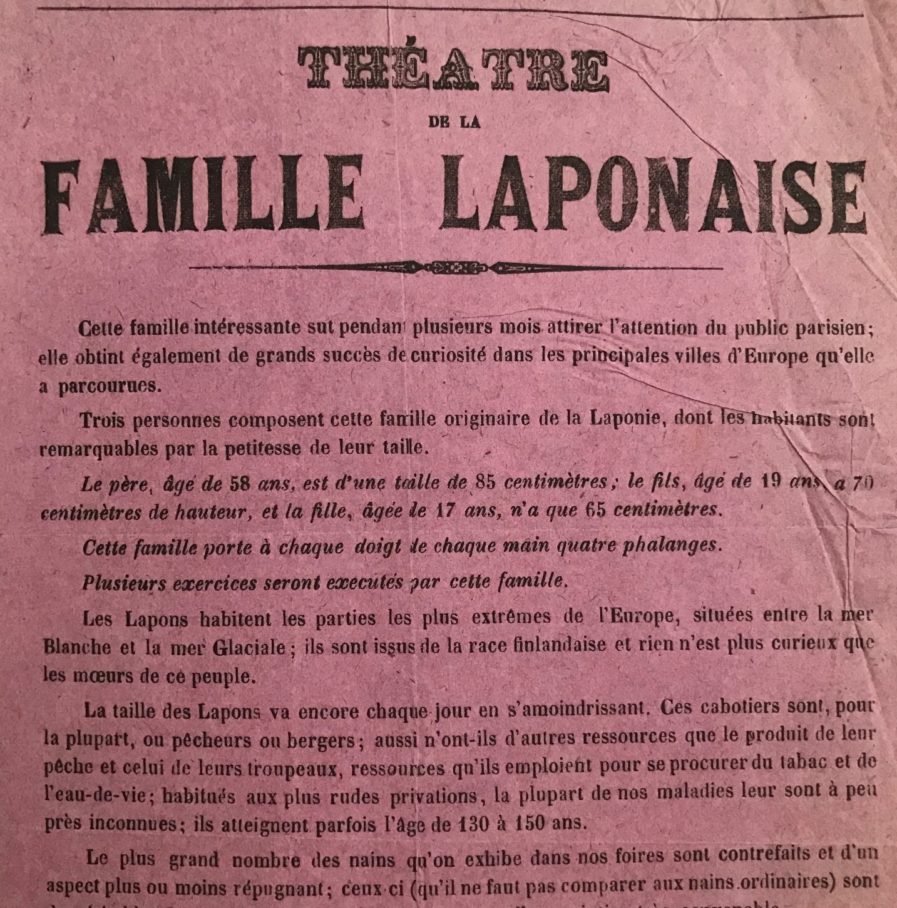 THÉATRE
DE LA
FAMILLE LAPONAISE
Cette famille intéressante sut pendant plusieurs mois attirer l'attention du public parisien;
elle obtint également de grands succès de curiosité dans les principales villes d'Europe qu'elle
a parcourues.
Trois personnes composent cette famille originaire de la Laponie, dont les habitants sont
remarquables par la petitesse de leur taille.
Le père, âgé de 58 ans, est d'une taille de 85 centimètres; le fils, âgé de 19 ans, a 70
centimètres de hauteur, et la fille, âgée de 17 ans, n'a que 65 centimètres.
Cette famille porte à chaque doigt de chaque main quatre phalanges.
Plusieurs exercices seront exécutés par cette famille.
Les Lapons habitent les parties les plus extrêmes de l'Europe, situées entre la mer
Blanche et la mer Glaciale; ils sont issus de la race finlandaise et rien n'est plus curieux que
les mœurs de ce peuple.
La taille des Lapons va encore chaque jour en s'amoindrissant. Ces cabotiers sont, pour
la plupart, ou pêcheurs ou bergers; aussi n'ont-ils d'autres ressources que le produit de leur
pêche et celui de leurs troupeaux, ressources qu'ils emploient pour se procurer du tabac et de
l'eau-de-vie; habitués aux plus rudes privations, la plupart de nos maladies leur sont à peu
près inconnues; ils atteignent parfois l'âge de 130 à 150 ans.
Le plus grand nombre des nains qu'on exhibe dans nos foires sont contrefaits et d'un
aspect plus ou moins répugnant; ceux-ci (qu'il ne faut pas comparer aux nains ordinaires) sont